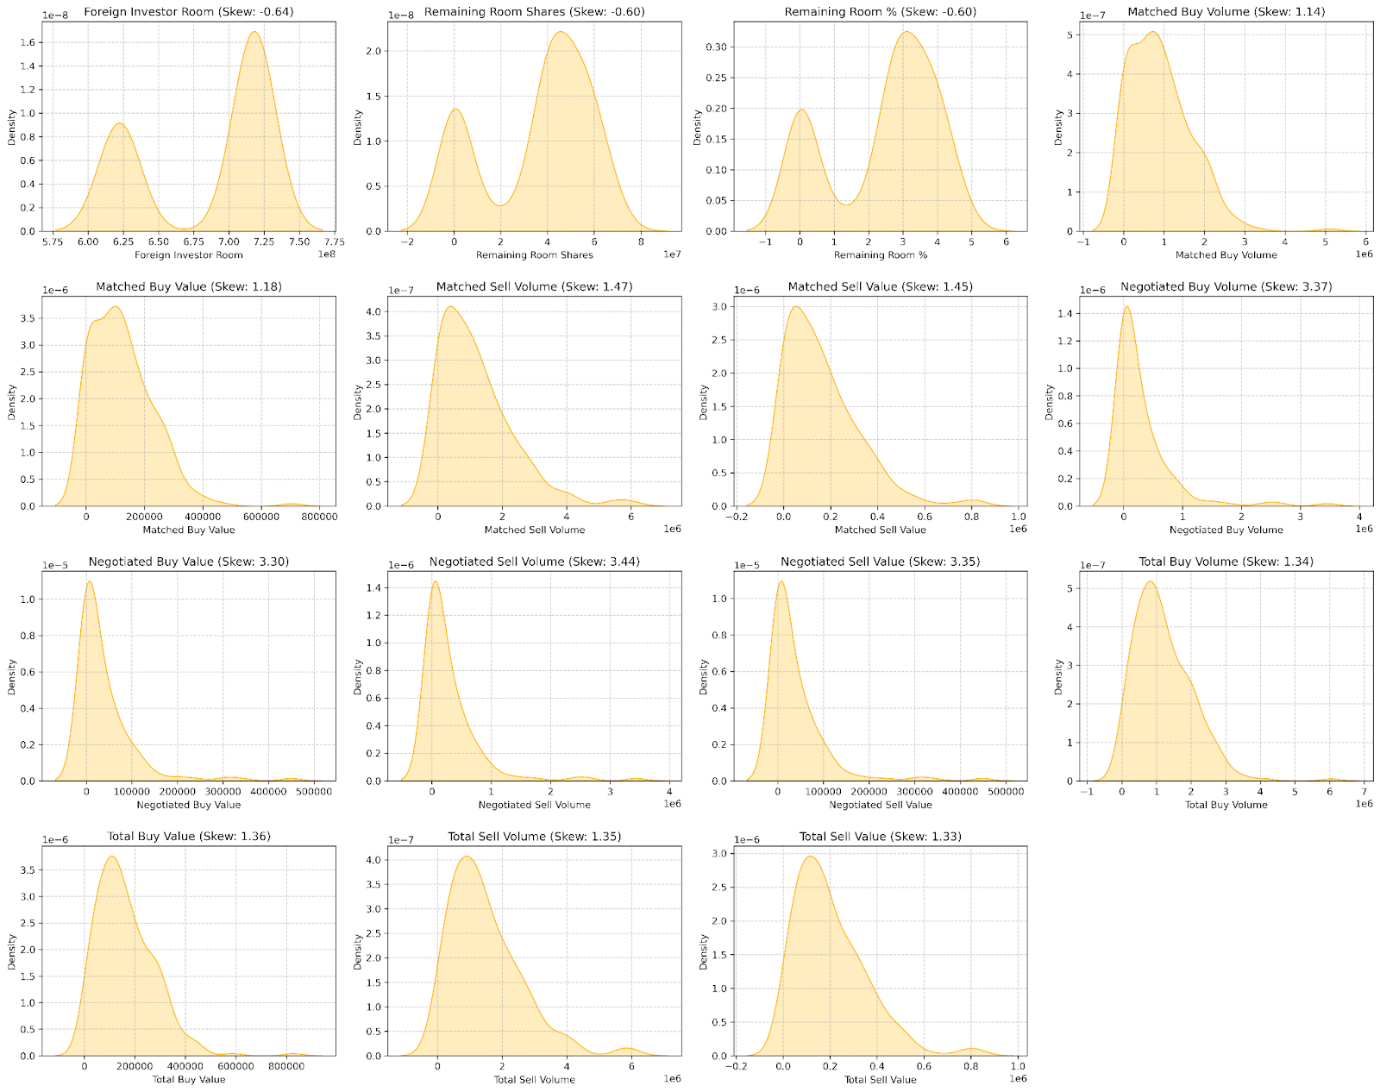 Foreign Investor Room (Skew: -0.64)
1e−8
1.6
1.4
1.2
1.0
0.8
0.6
0.4
0.2
0.0
Density
5.75 6.00 6.25 6.50 6.75 7.00 7.25 7.50 7.75
1e8
Foreign Investor Room
Remaining Room Shares (Skew: -0.60)
1e−8
2.0
1.5
1.0
0.5
0.0
Density
−2 0 2 4 6 8
1e7
Remaining Room Shares
Remaining Room % (Skew: -0.60)
0.30
0.25
0.20
0.15
0.10
0.05
0.00
Density
−1 0 1 2 3 4 5 6
Remaining Room %
Matched Buy Volume (Skew: 1.14)
1e−7
5
4
3
2
1
0
Density
−1 0 1 2 3 4 5 6
1e6
Matched Buy Volume
Matched Buy Value (Skew: 1.18)
1e−6
3.5
3.0
2.5
2.0
1.5
1.0
0.5
0.0
Density
0 200000 400000 600000 800000
Matched Buy Value
Matched Sell Volume (Skew: 1.47)
1e−7
4.0
3.5
3.0
2.5
2.0
1.5
1.0
0.5
0.0
Density
0 2 4 6
1e6
Matched Sell Volume
Matched Sell Value (Skew: 1.45)
1e−6
3.0
2.5
2.0
1.5
1.0
0.5
0.0
Density
−0.2 0.0 0.2 0.4 0.6 0.8 1.0
1e6
Matched Sell Value
Negotiated Buy Volume (Skew: 3.37)
1e−6
1.4
1.2
1.0
0.8
0.6
0.4
0.2
0.0
Density
0 1 2 3 4
1e6
Negotiated Buy Volume
Negotiated Buy Value (Skew: 3.30)
1e−5
1.0
0.8
0.6
0.4
0.2
0.0
Density
0 100000 200000 300000 400000 500000
Negotiated Buy Value
Negotiated Sell Volume (Skew: 3.44)
1e−6
1.4
1.2
1.0
0.8
0.6
0.4
0.2
0.0
Density
0 1 2 3 4
1e6
Negotiated Sell Volume
Negotiated Sell Value (Skew: 3.35)
1e−5
1.0
0.8
0.6
0.4
0.2
0.0
Density
0 100000 200000 300000 400000 500000
Negotiated Sell Value
Total Buy Volume (Skew: 1.34)
1e−7
5
4
3
2
1
0
Density
−1 0 1 2 3 4 5 6 7
1e6
Total Buy Volume
Total Buy Value (Skew: 1.36)
1e−6
3.5
3.0
2.5
2.0
1.5
1.0
0.5
0.0
Density
0 200000 400000 600000 800000
Total Buy Value
Total Sell Volume (Skew: 1.35)
1e−7
4.0
3.5
3.0
2.5
2.0
1.5
1.0
0.5
0.0
Density
0 2 4 6
1e6
Total Sell Volume
Total Sell Value (Skew: 1.33)
1e−6
3.0
2.5
2.0
1.5
1.0
0.5
0.0
Density
−0.2 0.0 0.2 0.4 0.6 0.8 1.0
1e6
Total Sell Value